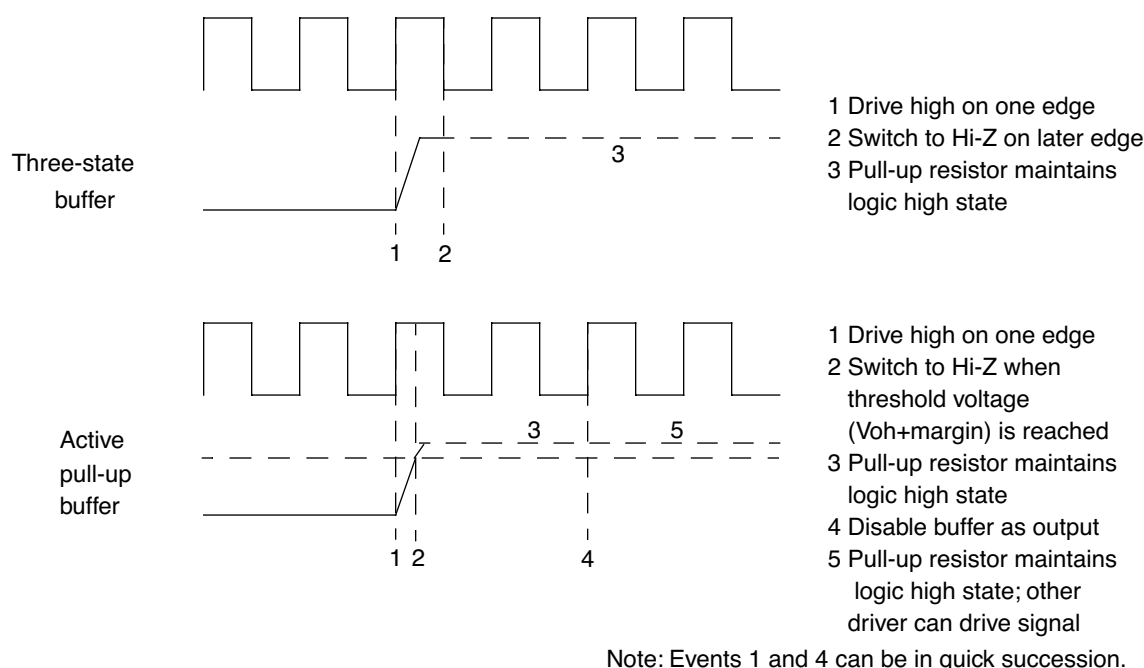 1 Drive high on one edge
2 Switch to Hi-Z on later edge
3 Pull-up resistor maintains
logic high state
Three-state
buffer
3
1
2
1 Drive high on one edge
2 Switch to Hi-Z when
threshold voltage
(Voh+margin) is reached
3 Pull-up resistor maintains
logic high state
4 Disable buffer as output
5 Pull-up resistor maintains
logic high state; other
driver can drive signal
Active
pull-up
buffer
3
5
1
2
4
Note: Events 1 and 4 can be in quick succession.